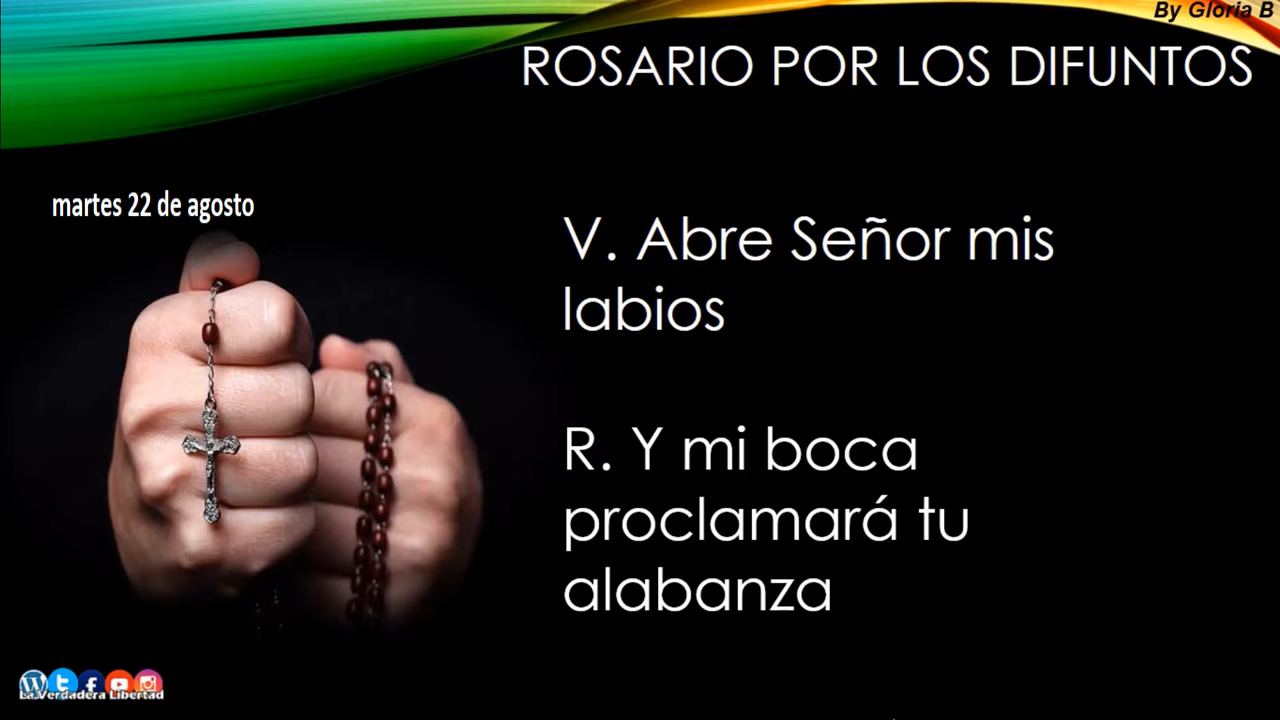 By Gloria B
ROSARIO POR LOS DIFUNTOS
martes 22 de agosto
V. Abre Señor mis
labios
R. Y mi boca
proclamará tu
alabanza
La Verdadera Libertad